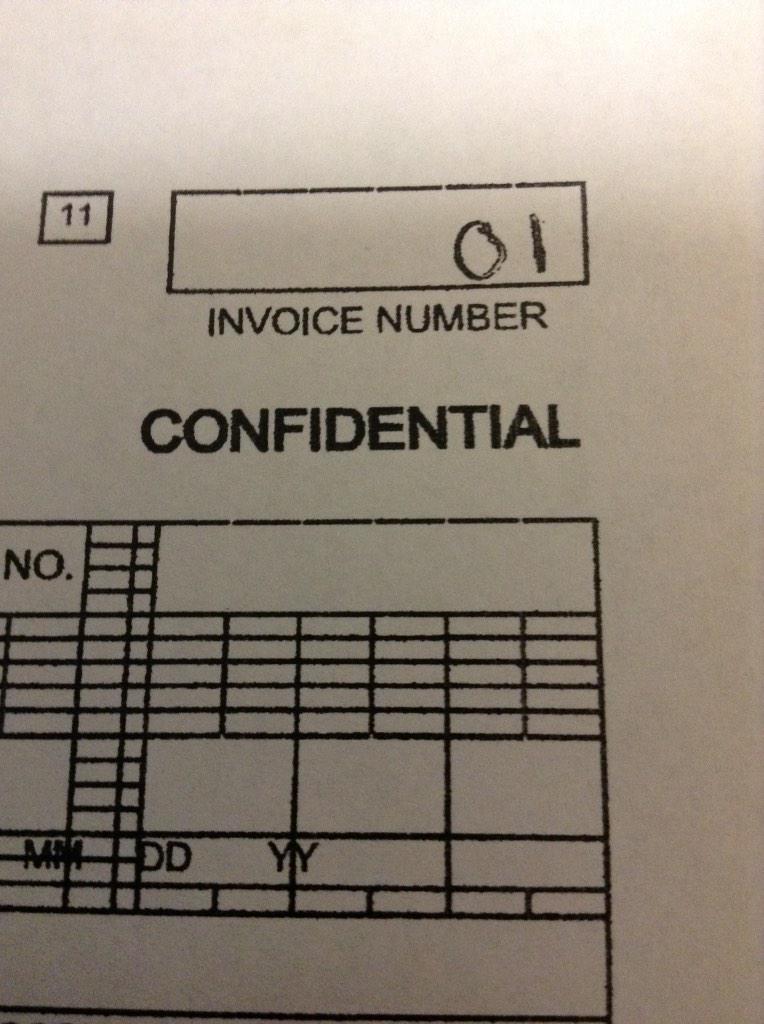 11
01
INVOICE NUMBER
CONFIDENTIAL
NO.
MM DD YY